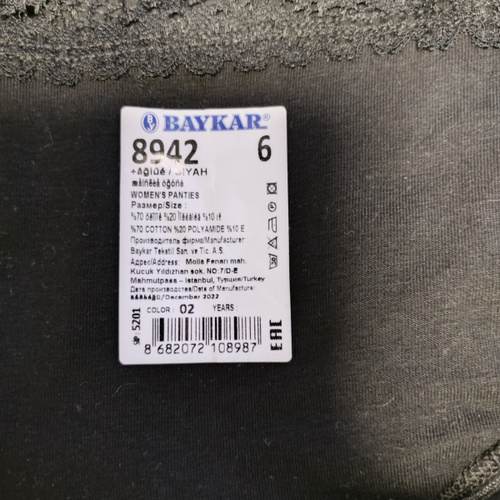 BAYKAR
8942 6
+áğìûé / SIYAH
WOMEN'S PANTIES
Размер/Size :
%70 COTTON %20 POLYAMIDE %10 E
Производитель фирма/Manufacturer
Baykar Tekstil San. ve Tic. A.S.
Адрес/Address: Molla Fenari mah.
Kucuk Yildizhan sok. NO:7/D-E
Mahmutpasa - Istanbul, Турция/Turkey
Дата производства/Date of Manufacture:
December 2022
COLOR : 02 YEARS
5201
8 682072 108987
EAC